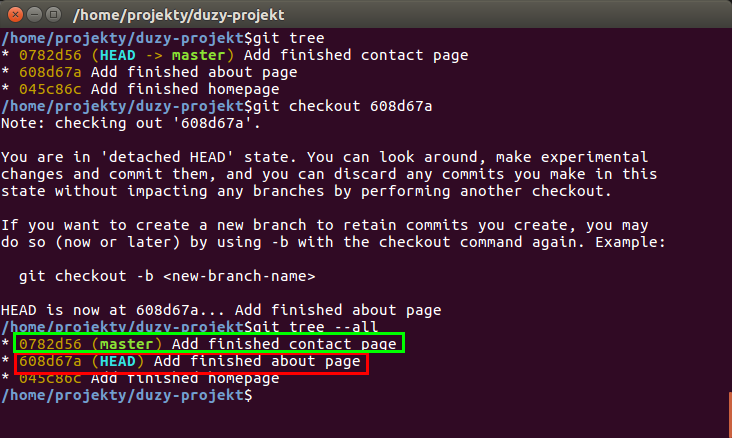 /home/projekty/duzy-projekt
/home/projekty/duzy-projekt$git tree
* 0782d56 (HEAD -> master) Add finished contact page
* 608d67a Add finished about page
* 045c86c Add finished homepage
/home/projekty/duzy-projekt$git checkout 608d67a
Note: checking out '608d67a'.
You are in 'detached HEAD' state. You can look around, make experimental
changes and commit them, and you can discard any commits you make in this
state without impacting any branches by performing another checkout.
If you want to create a new branch to retain commits you create, you may
do so (now or later) by using -b with the checkout command again. Example:
git checkout -b <new-branch-name>
HEAD is now at 608d67a... Add finished about page
/home/projekty/duzy-projekt$git tree --all
* 0782d56 (master) Add finished contact page
* 608d67a (HEAD) Add finished about page
* 045c86c Add finished homepage
/home/projekty/duzy-projekt$